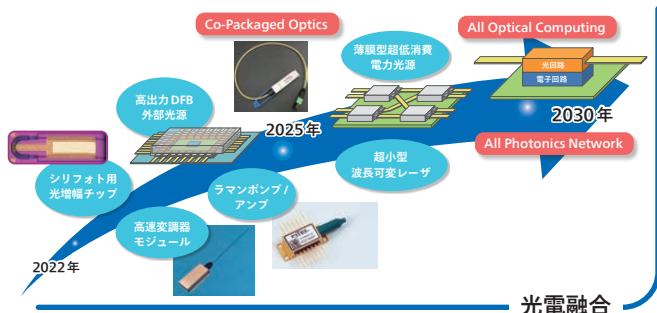 Co-Packaged Optics
All Optical Computing
薄膜型超低消費
電力光源
光回路
電子回路
高出力DFB
外部光源
2025年
2030年
All Photonics Network
シリフォト用
光増幅チップ
超小型
波長可変レーザ
ラマンポンプ/
アンプ
高速変調器
モジュール
2022年
光電融合